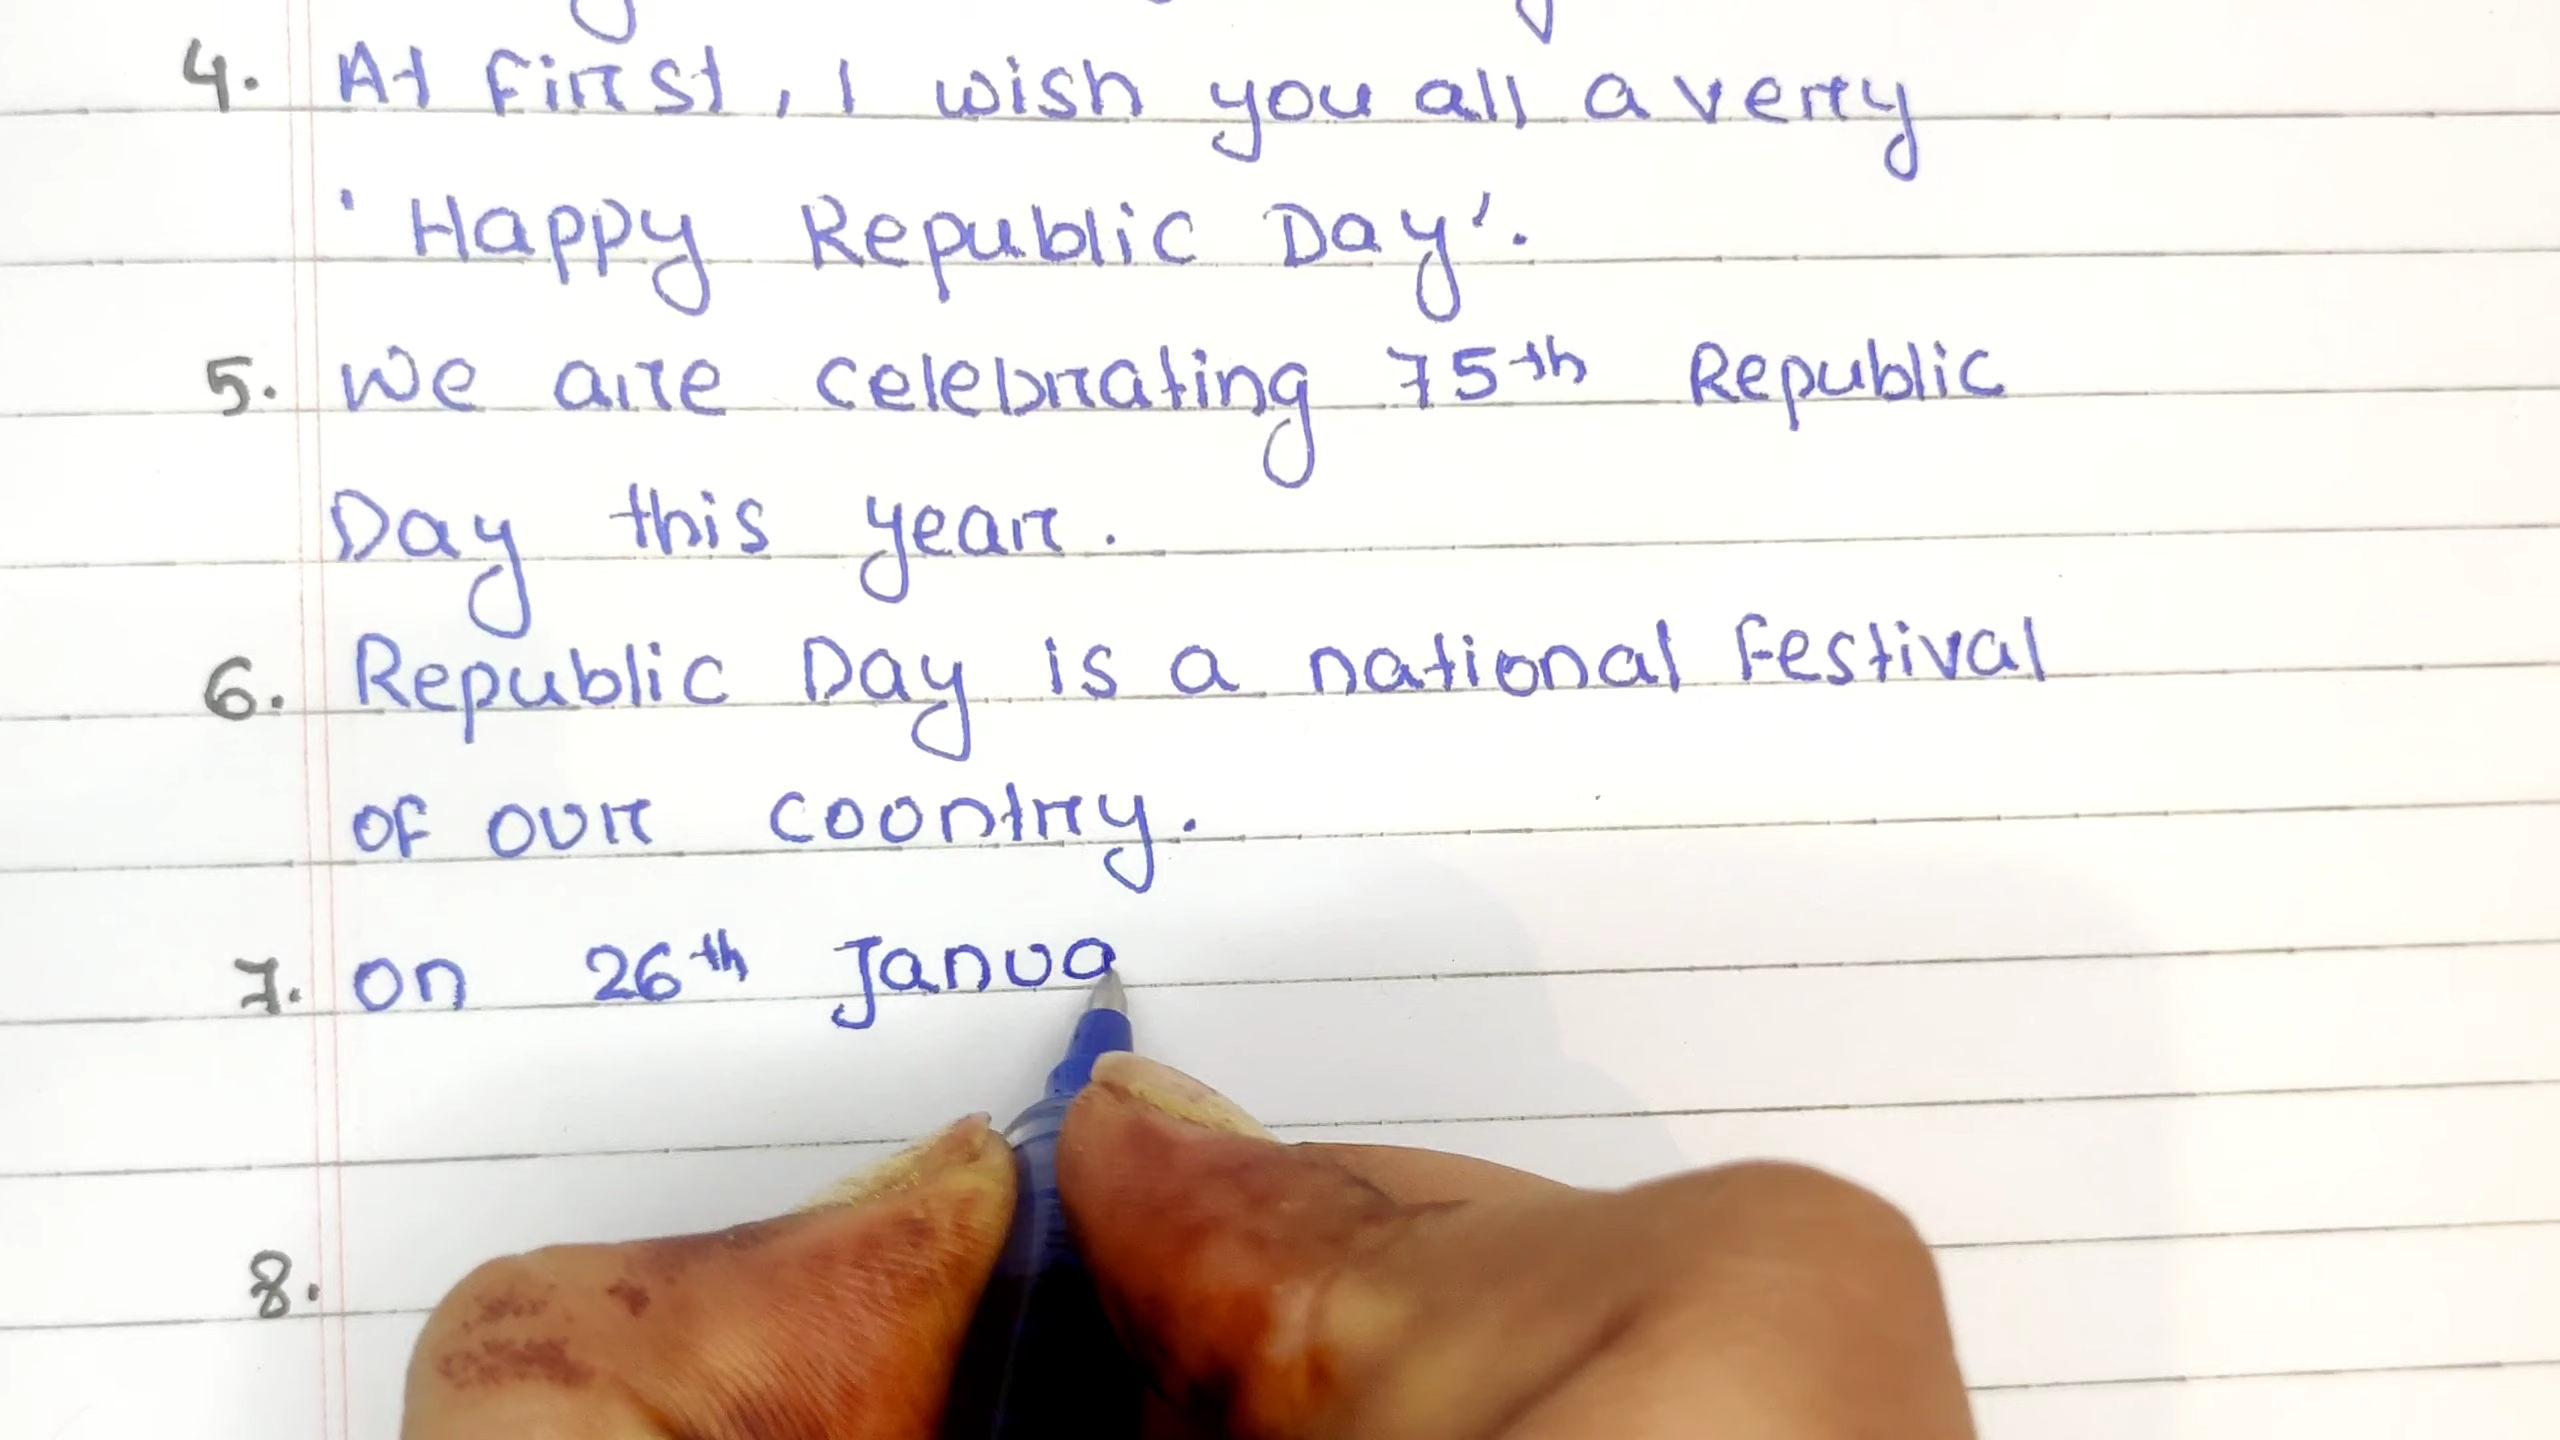 4. At first, I wish you all a very
'Happy Republic Day'.
5. We are celebrating 75th Republic
Day this year.
6. Republic Day is a national festival
of our country.
7. On 26th Janua
8.